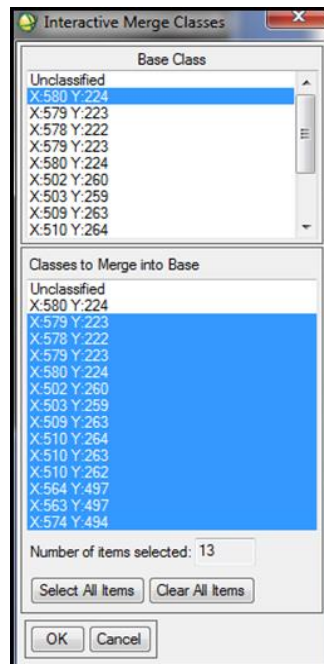 Interactive Merge Classes
Base Class
Unclassified
X:580 Y:224
X:579 Y:223
X:578 Y:222
X:579 Y:223
X:580 Y:224
X:502 Y:260
X:503 Y:259
X:509 Y:263
X:510 Y:264
Classes to Merge into Base
Unclassified
X:580 Y:224
X:579 Y:223
X:578 Y:222
X:579 Y:223
X:580 Y:224
X:502 Y:260
X:503 Y:259
X:509 Y:263
X:510 Y:264
X:510 Y:263
X:510 Y:262
X:564 Y:497
X:563 Y:497
X:574 Y:494
Number of items selected: 13
Select All Items Clear All Items
OK Cancel